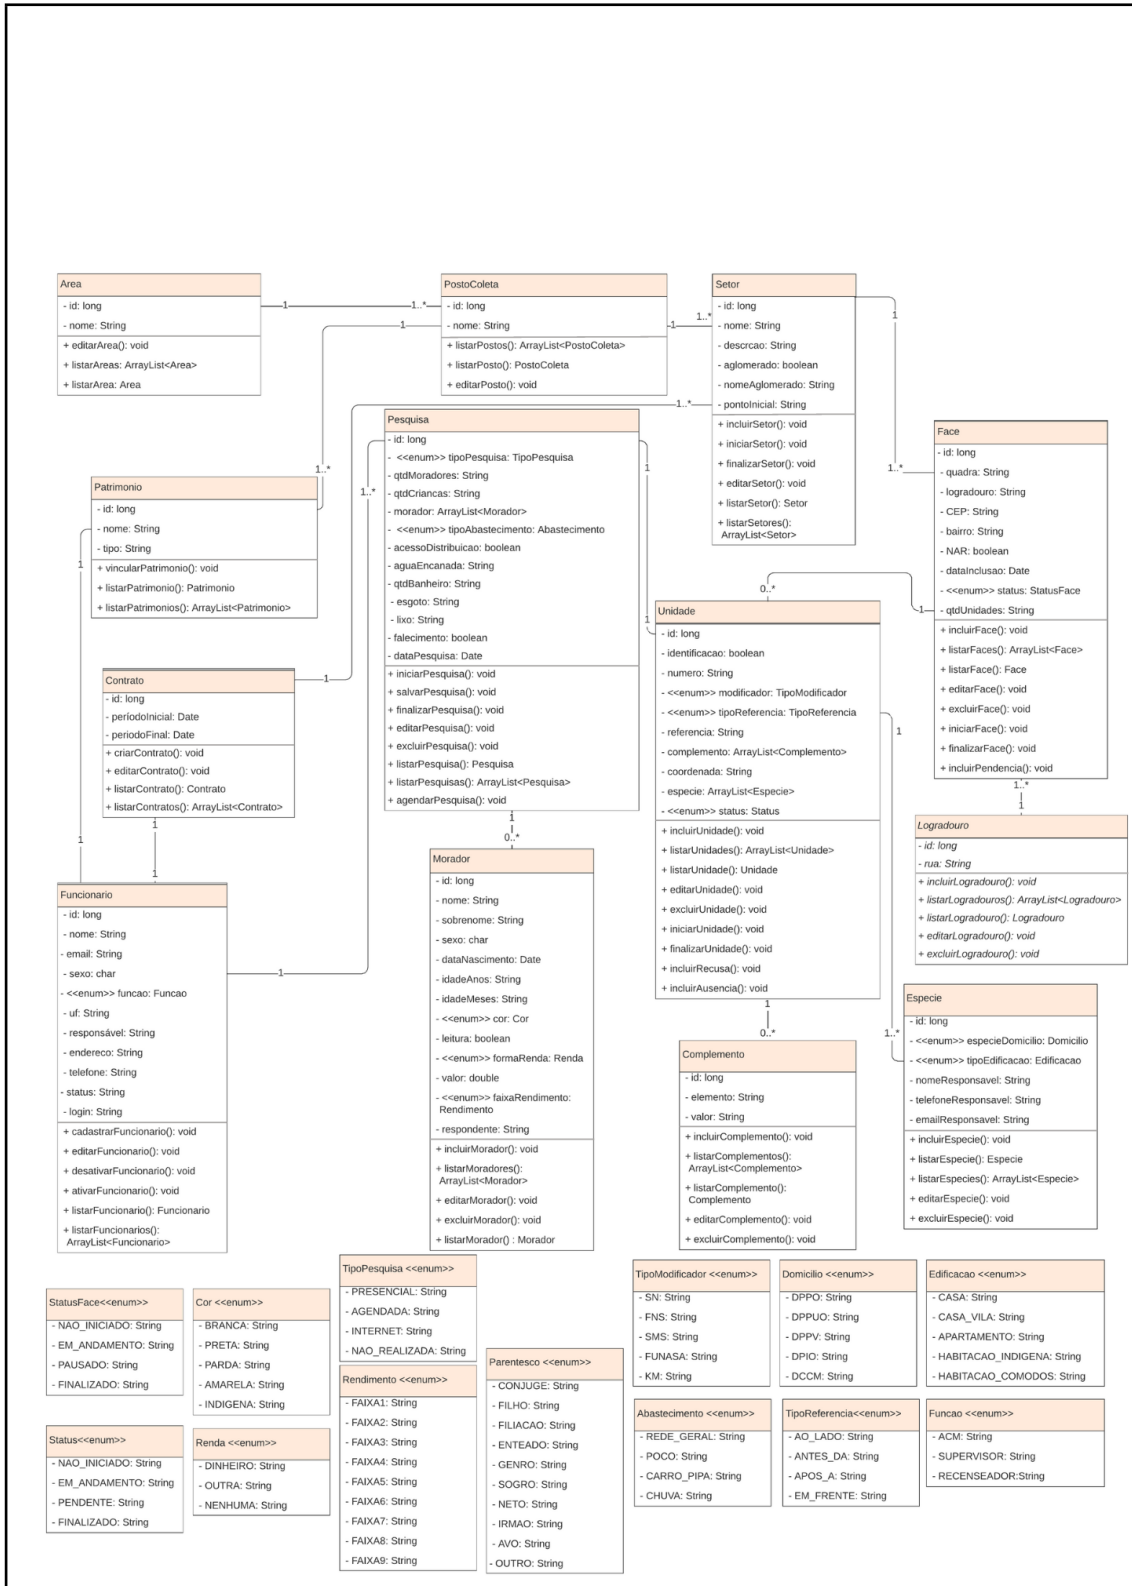 Area
- id: long
- nome: String
+ editarArea(): void
+ listarAreas: ArrayList<Area>
+ listarArea: Area
1
1..*
PostoColeta
- id: long
- nome: String
+ listarPostos(): ArrayList<PostoColeta>
+ listarPosto(): PostoColeta
+ editarPosto(): void
1
1
1..*
Setor
- id: long
- nome: String
- descrcao: String
- aglomerado: boolean
- nomeAglomerado: String
- pontoInicial: String
+ incluirSetor(): void
+ iniciarSetor(): void
+ finalizarSetor(): void
+ editarSetor(): void
+ listarSetor(): Setor
+ listarSetores():
ArrayList<Setor>
1
1..*
1..*
Face
- id: long
- quadra: String
- logradouro: String
- CEP: String
- bairro: String
- NAR: boolean
- dataInclusao: Date
- <<enum>> status: StatusFace
- qtdUnidades: String
+ incluirFace(): void
+ listarFaces(): ArrayList<Face>
+ listarFace(): Face
+ editarFace(): void
+ excluirFace(): void
+ iniciarFace(): void
+ finalizarFace(): void
+ incluirPendencia(): void
1
0..*
1..*
1
Pesquisa
- id: long
- <<enum>> tipoPesquisa: TipoPesquisa
- qtdMoradores: String
- qtdCriancas: String
- morador: ArrayList<Morador>
- <<enum>> tipoAbastecimento: Abastecimento
- acessoDistribuicao: boolean
- aguaEncanada: String
- qtdBanheiro: String
- esgoto: String
- lixo: String
- falecimento: boolean
- dataPesquisa: Date
+ iniciarPesquisa(): void
+ salvarPesquisa(): void
+ finalizarPesquisa(): void
+ editarPesquisa(): void
+ excluirPesquisa(): void
+ listarPesquisa(): Pesquisa
+ listarPesquisas(): ArrayList<Pesquisa>
+ agendarPesquisa(): void
1
1
1..*
1
0..*
Patrimonio
- id: long
- nome: String
- tipo: String
+ vincularPatrimonio(): void
+ listarPatrimonio(): Patrimonio
+ listarPatrimonios(): ArrayList<Patrimonio>
1..*
1
1
Contrato
- id: long
- períodoInicial: Date
- periodoFinal: Date
+ criarContrato(): void
+ editarContrato(): void
+ listarContrato(): Contrato
+ listarContratos(): ArrayList<Contrato>
1
1
1
Unidade
- id: long
- identificacao: boolean
- numero: String
- <<enum>> modificador: TipoModificador
- <<enum>> tipoReferencia: TipoReferencia
- referencia: String
- complemento: ArrayList<Complemento>
- coordenada: String
- especie: ArrayList<Especie>
- <<enum>> status: Status
+ incluirUnidade(): void
+ listarUnidades(): ArrayList<Unidade>
+ listarUnidade(): Unidade
+ editarUnidade(): void
+ excluirUnidade(): void
+ iniciarUnidade(): void
+ finalizarUnidade(): void
+ incluirRecusa(): void
+ incluirAusencia(): void
1
1..*
1
0..*
Logradouro
- id: long
- rua: String
+ incluirLogradouro(): void
+ listarLogradouros(): ArrayList<Logradouro>
+ listarLogradouro(): Logradouro
+ editarLogradouro(): void
+ excluirLogradouro(): void
Funcionario
- id: long
- nome: String
- email: String
- sexo: char
- <<enum>> funcao: Funcao
- uf: String
- responsável: String
- endereco: String
- telefone: String
- status: String
- login: String
+ cadastrarFuncionario(): void
+ editarFuncionario(): void
+ desativarFuncionario(): void
+ ativarFuncionario(): void
+ listarFuncionario(): Funcionario
+ listarFuncionarios():
ArrayList<Funcionario>
1
Morador
- id: long
- nome: String
- sobrenome: String
- sexo: char
- dataNascimento: Date
- idadeAnos: String
- idadeMeses: String
- <<enum>> cor: Cor
- leitura: boolean
- <<enum>> formaRenda: Renda
- valor: double
- <<enum>> faixaRendimento:
Rendimento
- respondente: String
+ incluirMorador(): void
+ listarMoradores():
ArrayList<Morador>
+ editarMorador(): void
+ excluirMorador(): void
+ listarMorador() : Morador
Complemento
- id: long
- elemento: String
- valor: String
+ incluirComplemento(): void
+ listarComplementos():
ArrayList<Complemento>
+ listarComplemento():
Complemento
+ editarComplemento(): void
+ excluirComplemento(): void
Especie
- id: long
- <<enum>> especieDomicilio: Domicilio
- <<enum>> tipoEdificacao: Edificacao
- nomeResponsavel: String
- telefoneResponsavel: String
- emailResponsavel: String
+ incluirEspecie(): void
+ listarEspecie(): Especie
+ listarEspecies(): ArrayList<Especie>
+ editarEspecie(): void
+ excluirEspecie(): void
StatusFace<<enum>>
- NAO_INICIADO: String
- EM_ANDAMENTO: String
- PAUSADO: String
- FINALIZADO: String
Cor <<enum>>
- BRANCA: String
- PRETA: String
- PARDA: String
- AMARELA: String
- INDIGENA: String
TipoPesquisa <<enum>>
- PRESENCIAL: String
- AGENDADA: String
- INTERNET: String
- NAO_REALIZADA: String
TipoModificador <<enum>>
- SN: String
- FNS: String
- SMS: String
- FUNASA: String
- KM: String
Domicilio <<enum>>
- DPPO: String
- DPPUO: String
- DPPV: String
- DPIO: String
- DCCM: String
Edificacao <<enum>>
- CASA: String
- CASA_VILA: String
- APARTAMENTO: String
- HABITACAO_INDIGENA: String
- HABITACAO_COMODOS: String
Status<<enum>>
- NAO_INICIADO: String
- EM_ANDAMENTO: String
- PENDENTE: String
- FINALIZADO: String
Renda <<enum>>
- DINHEIRO: String
- OUTRA: String
- NENHUMA: String
Rendimento <<enum>>
- FAIXA1: String
- FAIXA2: String
- FAIXA3: String
- FAIXA4: String
- FAIXA5: String
- FAIXA6: String
- FAIXA7: String
- FAIXA8: String
- FAIXA9: String
Parentesco <<enum>>
- CONJUGE: String
- FILHO: String
- FILIACAO: String
- ENTEADO: String
- GENRO: String
- SOGRO: String
- NETO: String
- IRMAO: String
- AVO: String
- OUTRO: String
Abastecimento <<enum>>
- REDE_GERAL: String
- POCO: String
- CARRO_PIPA: String
- CHUVA: String
TipoReferencia<<enum>>
- AO_LADO: String
- ANTES_DA: String
- APOS_A: String
- EM_FRENTE: String
Funcao <<enum>>
- ACM: String
- SUPERVISOR: String
- RECENSEADOR:String